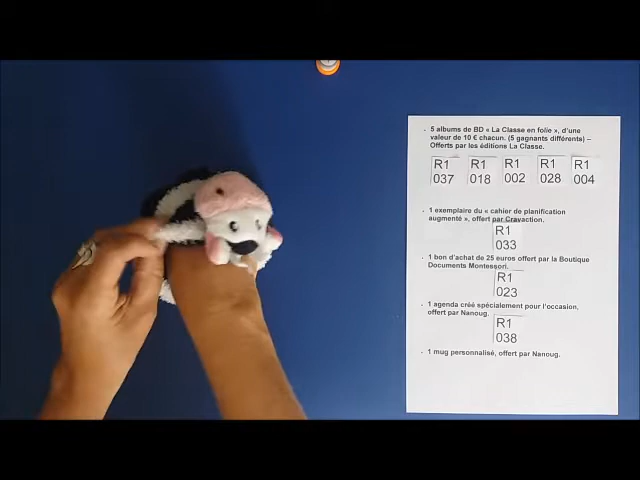 - 5 albums de BD « La Classe en folie », d'une
valeur de 10 € chacun. (5 gagnants différents) –
Offerts par les éditions La Classe.
R1 R1 R1 R1 R1
037 018 002 028 004
- 1 exemplaire du « cahier de planification
augmenté », offert par Cravaction.
R1
033
- 1 bon d'achat de 25 euros offert par la Boutique
Documents Montessori.
R1
023
- 1 agenda créé spécialement pour l'occasion,
offert par Nanoug.
R1
038
- 1 mug personnalisé, offert par Nanoug.